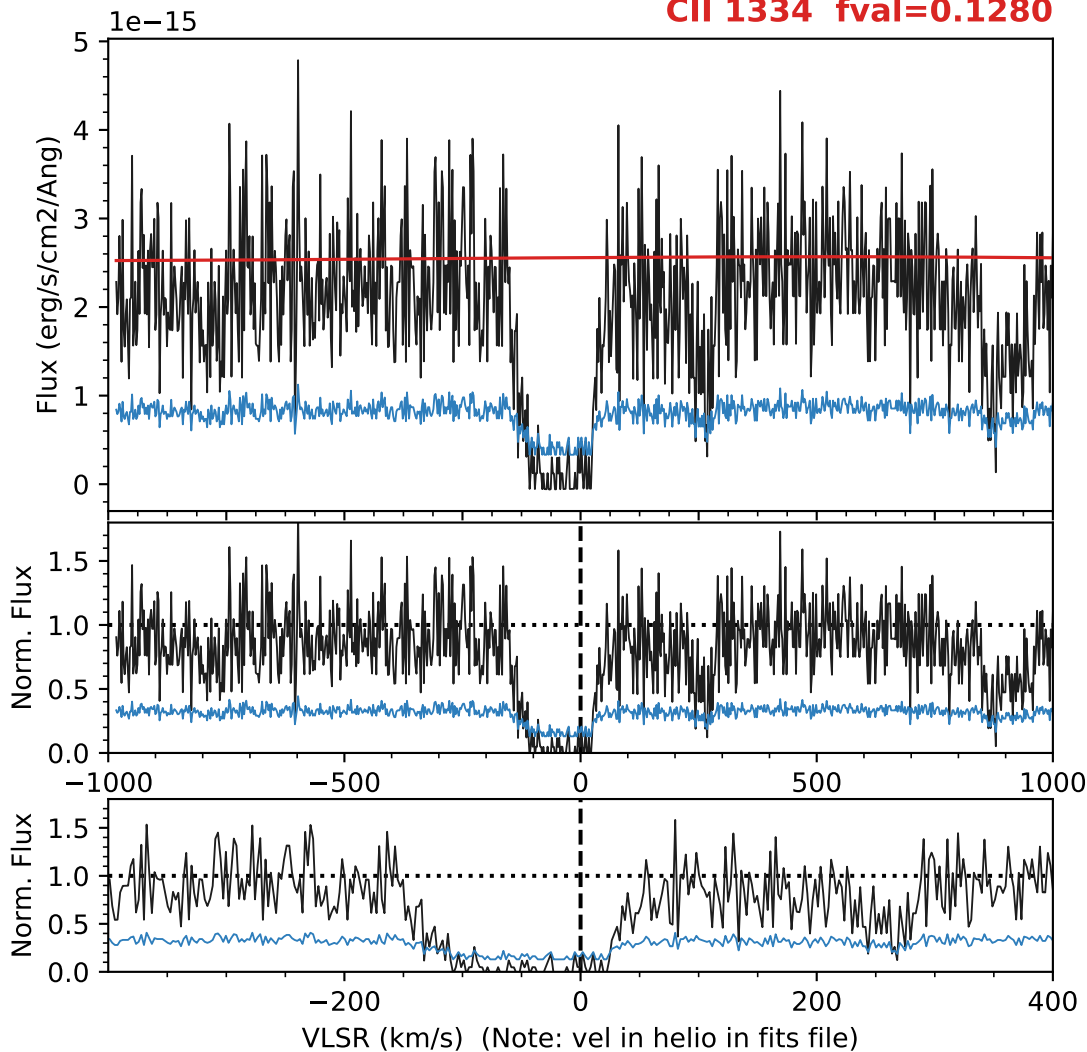 CII 1334 fval=0.1280
1e−15
5
4
3
2
1
0
Flux (erg/s/cm2/Ang)
1.5
1.0
0.5
0.0
Norm. Flux
−1000 −500 0 500 1000
1.5
1.0
0.5
0.0
Norm. Flux
−200 0 200 400
VLSR (km/s) (Note: vel in helio in fits file)